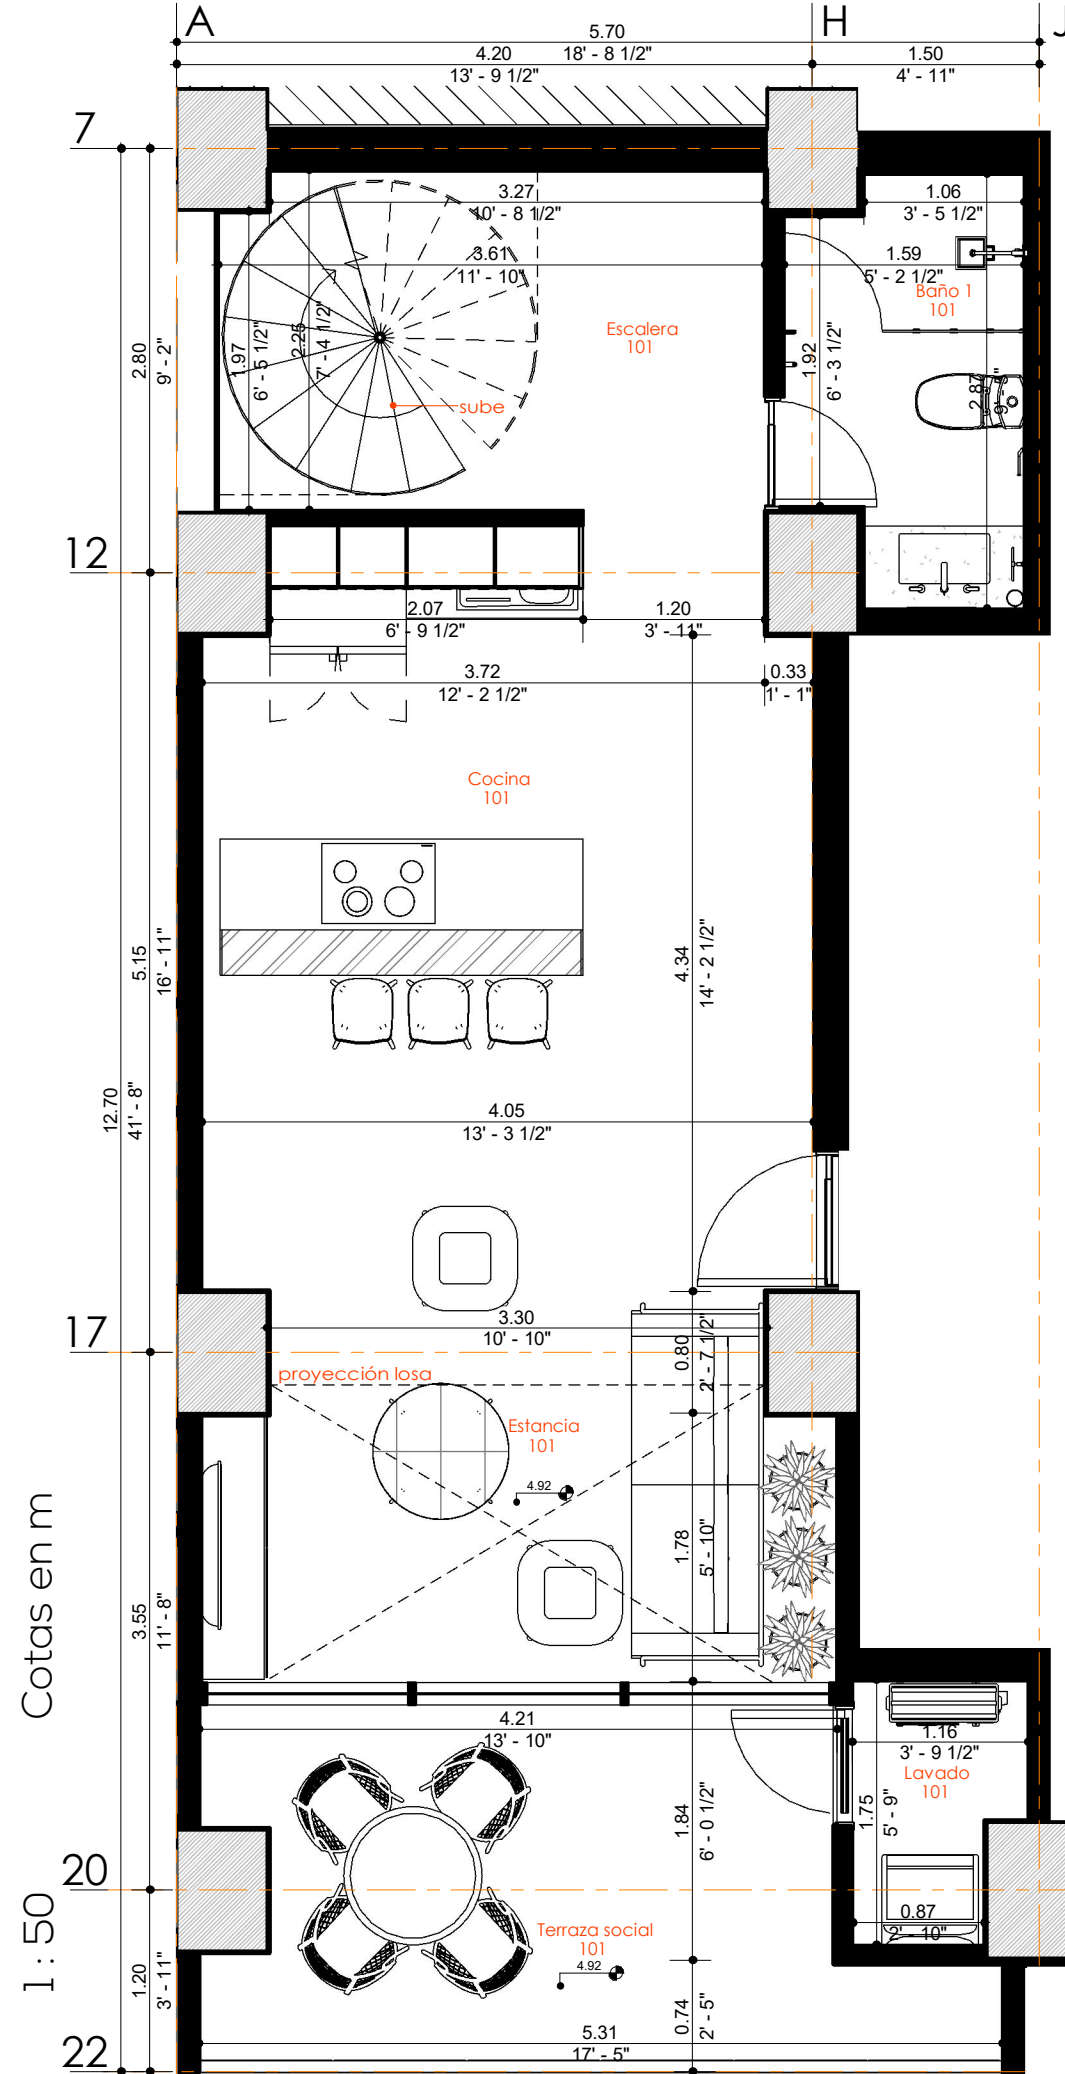 A
H
J
5.70
18' - 8 1/2"
4.20
13' - 9 1/2"
1.50
4' - 11"
7
3.27
10' - 8 1/2"
1.06
3' - 5 1/2"
3.61
11' - 10"
1.59
5' - 2 1/2"
Baño 1
101
Escalera
101
2.80
9' - 2"
1.97
6' - 5 1/2"
2.25
7' - 4 1/2"
1.92
6' - 3 1/2"
2.87
sube
12
2.07
6' - 9 1/2"
1.20
3' - 11"
3.72
12' - 2 1/2"
0.33
1' - 1"
Cocina
101
5.15
16' - 11"
4.34
14' - 2 1/2"
12.70
41' - 8"
4.05
13' - 3 1/2"
17
3.30
10' - 10"
0.80
2' - 7 1/2"
proyección losa
Estancia
101
4.92
1.78
5' - 10"
3.55
11' - 8"
Cotas en m
4.21
13' - 10"
1.16
3' - 9 1/2"
Lavado
101
1.75
5' - 9"
1.84
6' - 0 1/2"
20
0.87
2' - 10"
Terraza social
101
4.92
1:50
1.20
3' - 11"
0.74
2' - 5"
5.31
17' - 5"
22